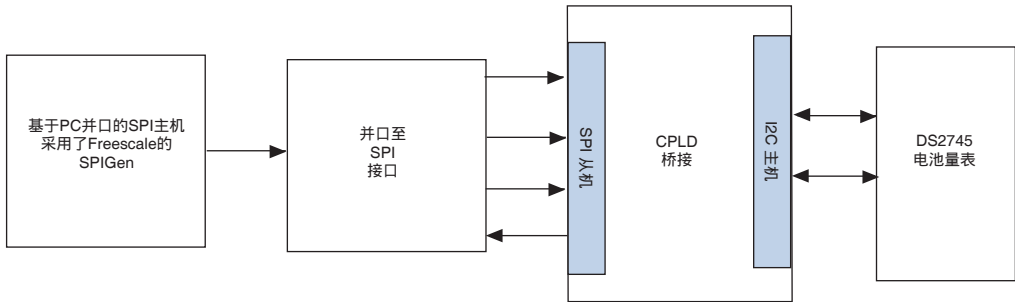 基于PC并口的SPI主机
采用了Freescale的
SPIGen
并口至
SPI
接口
SPI 从机
CPLD
桥接
I2C 主机
DS2745
电池量表